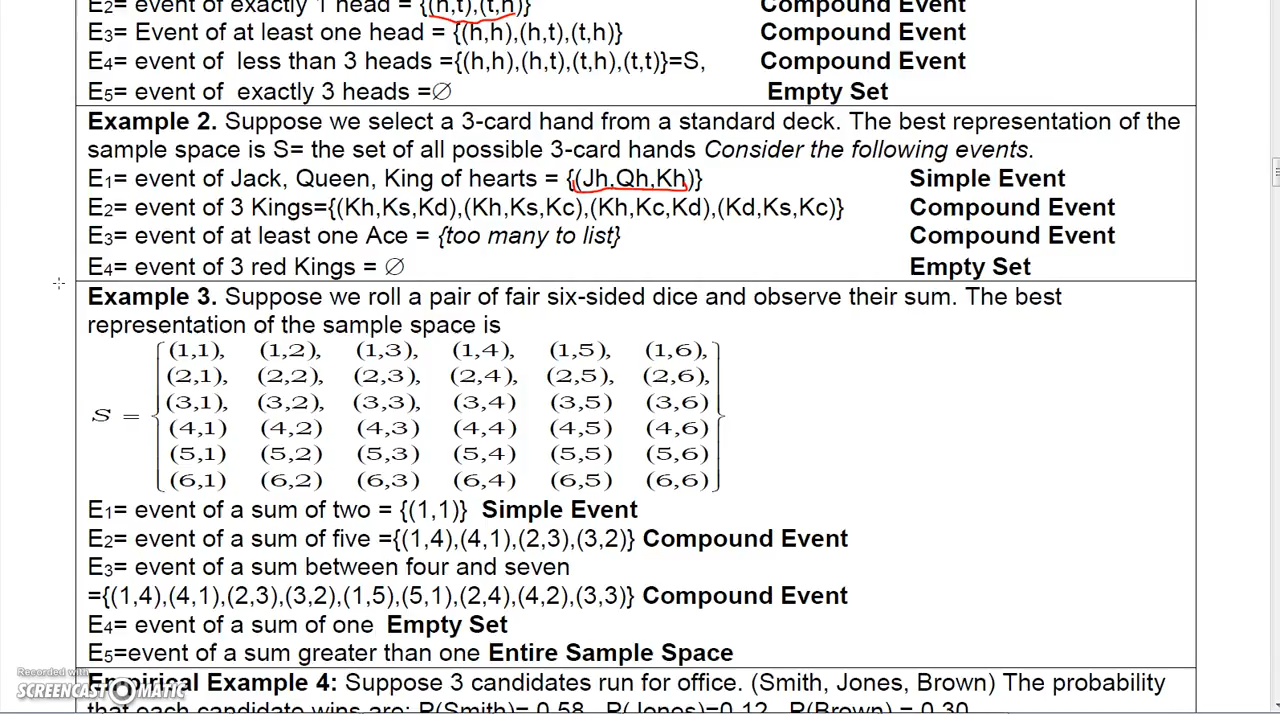 E2= event of exactly 1 head = {(h,t),(t,h)} Compound Event
E3= Event of at least one head = {(h,h),(h,t),(t,h)} Compound Event
E4= event of less than 3 heads ={(h,h),(h,t),(t,h),(t,t)}=S, Compound Event
E5= event of exactly 3 heads =∅ Empty Set
Example 2. Suppose we select a 3-card hand from a standard deck. The best representation of the
sample space is S= the set of all possible 3-card hands Consider the following events.
E1= event of Jack, Queen, King of hearts = {(Jh,Qh,Kh)} Simple Event
E2= event of 3 Kings={(Kh,Ks,Kd),(Kh,Ks,Kc),(Kh,Kc,Kd),(Kd,Ks,Kc)} Compound Event
E3= event of at least one Ace = {too many to list} Compound Event
E4= event of 3 red Kings = ∅ Empty Set
Example 3. Suppose we roll a pair of fair six-sided dice and observe their sum. The best
representation of the sample space is
(1,1), (1,2), (1,3), (1,4), (1,5), (1,6),
(2,1), (2,2), (2,3), (2,4), (2,5), (2,6),
(3,1), (3,2), (3,3), (3,4) (3,5) (3,6)
S = { (4,1) (4,2) (4,3) (4,4) (4,5) (4,6) }
(5,1) (5,2) (5,3) (5,4) (5,5) (5,6)
(6,1) (6,2) (6,3) (6,4) (6,5) (6,6)
E1= event of a sum of two = {(1,1)} Simple Event
E2= event of a sum of five ={(1,4),(4,1),(2,3),(3,2)} Compound Event
E3= event of a sum between four and seven
={(1,4),(4,1),(2,3),(3,2),(1,5),(5,1),(2,4),(4,2),(3,3)} Compound Event
E4= event of a sum of one Empty Set
E5=event of a sum greater than one Entire Sample Space
Recorded with
SCREENCAST-O-MATIC
Empirical Example 4: Suppose 3 candidates run for office. (Smith, Jones, Brown) The probability
that each candidate wins are: P(Smith)= 0.58, P(Jones)=0.12, P(Brown) = 0.30